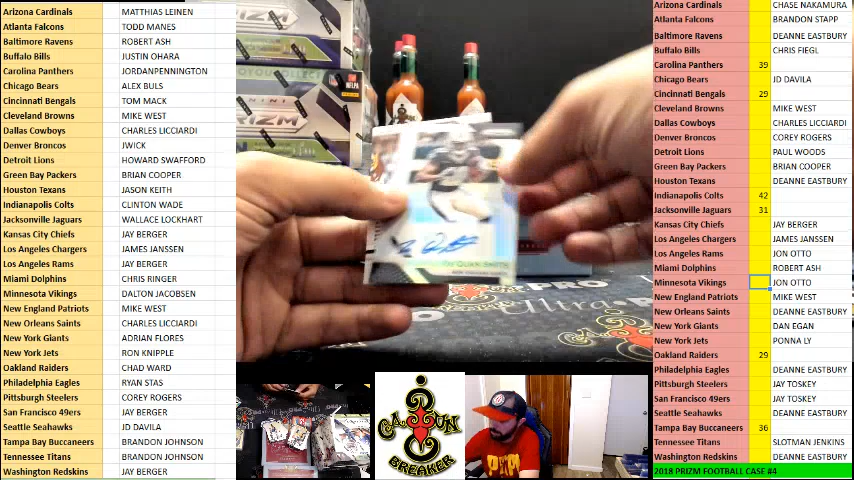 Arizona Cardinals MATTHIAS LEINEN
Atlanta Falcons TODD MANES
Baltimore Ravens ROBERT ASH
Buffalo Bills JUSTIN OHARA
Carolina Panthers JORDANPENNINGTON
Chicago Bears ALEX BULS
Cincinnati Bengals TOM MACK
Cleveland Browns MIKE WEST
Dallas Cowboys CHARLES LICCIARDI
Denver Broncos JWICK
Detroit Lions HOWARD SWAFFORD
Green Bay Packers BRIAN COOPER
Houston Texans JASON KEITH
Indianapolis Colts CLINTON WADE
Jacksonville Jaguars WALLACE LOCKHART
Kansas City Chiefs JAY BERGER
Los Angeles Chargers JAMES JANSSEN
Los Angeles Rams JAY BERGER
Miami Dolphins CHRIS RINGER
Minnesota Vikings DALTON JACOBSEN
New England Patriots MIKE WEST
New Orleans Saints CHARLES LICCIARDI
New York Giants ADRIAN FLORES
New York Jets RON KNIPPLE
Oakland Raiders CHAD WARD
Philadelphia Eagles RYAN STAS
Pittsburgh Steelers COREY ROGERS
San Francisco 49ers JAY BERGER
Seattle Seahawks JD DAVILA
Tampa Bay Buccaneers BRANDON JOHNSON
Tennessee Titans BRANDON JOHNSON
Washington Redskins JAY BERGER
PRIZM
CAJUN
BREAKER
Arizona Cardinals CHASE NAKAMURA
Atlanta Falcons BRANDON STAPP
Baltimore Ravens DEANNE EASTBURY
Buffalo Bills CHRIS FIEGL
Carolina Panthers 39
Chicago Bears JD DAVILA
Cincinnati Bengals 29
Cleveland Browns MIKE WEST
Dallas Cowboys CHARLES LICCIARDI
Denver Broncos COREY ROGERS
Detroit Lions PAUL WOODS
Green Bay Packers BRIAN COOPER
Houston Texans DEANNE EASTBURY
Indianapolis Colts 42
Jacksonville Jaguars 31
Kansas City Chiefs JAY BERGER
Los Angeles Chargers JAMES JANSSEN
Los Angeles Rams JON OTTO
Miami Dolphins ROBERT ASH
Minnesota Vikings JON OTTO
New England Patriots MIKE WEST
New Orleans Saints DEANNE EASTBURY
New York Giants DAN EGAN
New York Jets PONNA LY
Oakland Raiders 29
Philadelphia Eagles DEANNE EASTBURY
Pittsburgh Steelers JAY TOSKEY
San Francisco 49ers JAY TOSKEY
Seattle Seahawks DEANNE EASTBURY
Tampa Bay Buccaneers 36
Tennessee Titans SLOTMAN JENKINS
Washington Redskins DEANNE EASTBURY
2018 PRIZM FOOTBALL CASE #4